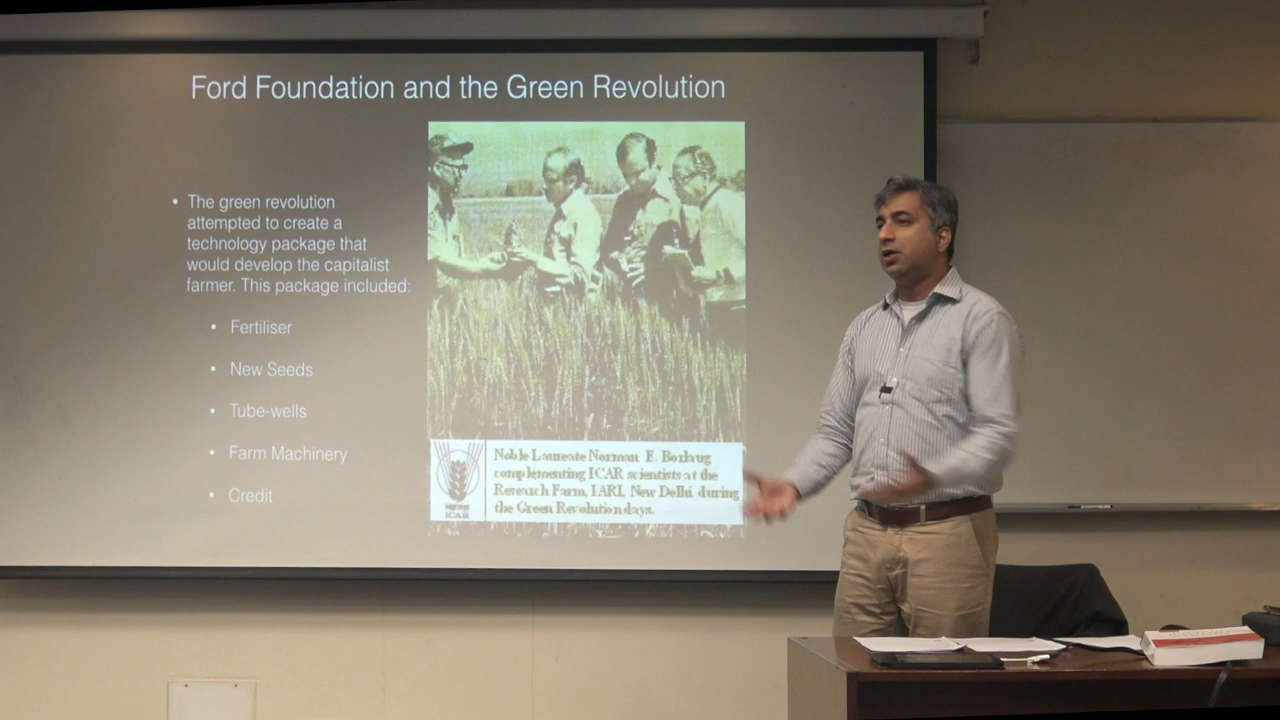 Ford Foundation and the Green Revolution
• The green revolution
attempted to create a
technology package that
would develop the capitalist
farmer. This package included:
• Fertiliser
• New Seeds
• Tube-wells
• Farm Machinery
• Credit
Noble Laureate Norman E. Borlaug
complementing ICAR scientists at the
Research Farm, IARI, New Delhi during
the Green Revolution days.
ICAR